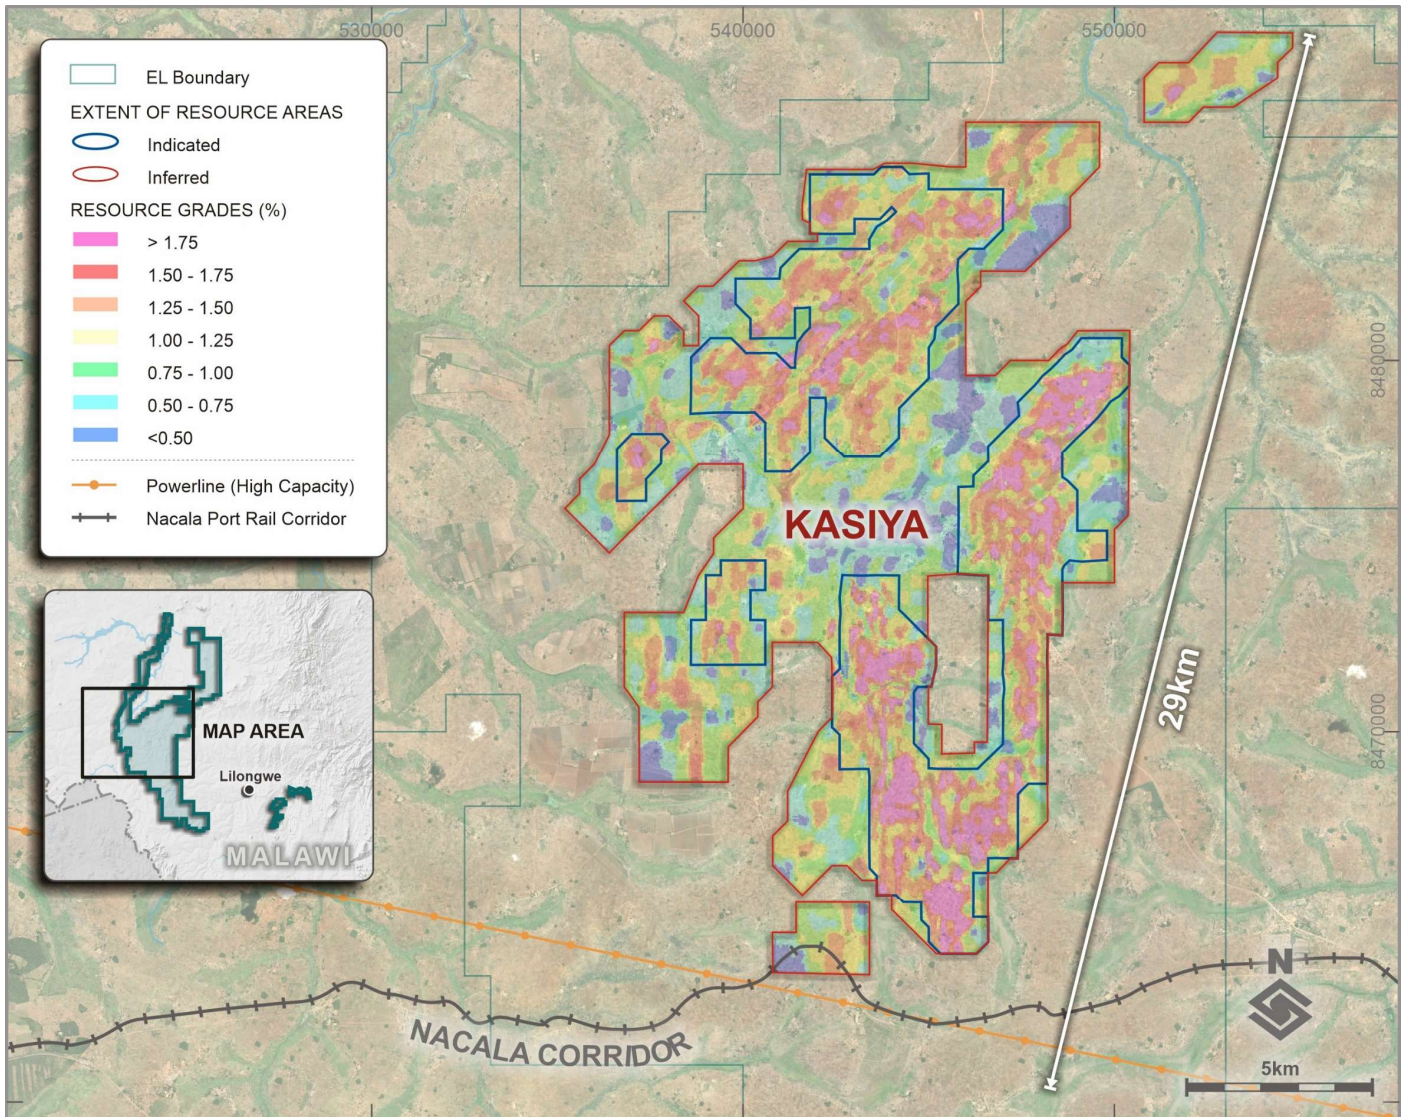 530000
540000
550000
EL Boundary
EXTENT OF RESOURCE AREAS
Indicated
Inferred
RESOURCE GRADES (%)
> 1.75
1.50 - 1.75
1.25 - 1.50
1.00 - 1.25
0.75 - 1.00
0.50 - 0.75
<0.50
Powerline (High Capacity)
Nacala Port Rail Corridor
8480000
KASIYA
29km
8470000
MAP AREA
Lilongwe
MALAWI
NACALA CORRIDOR
N
5km